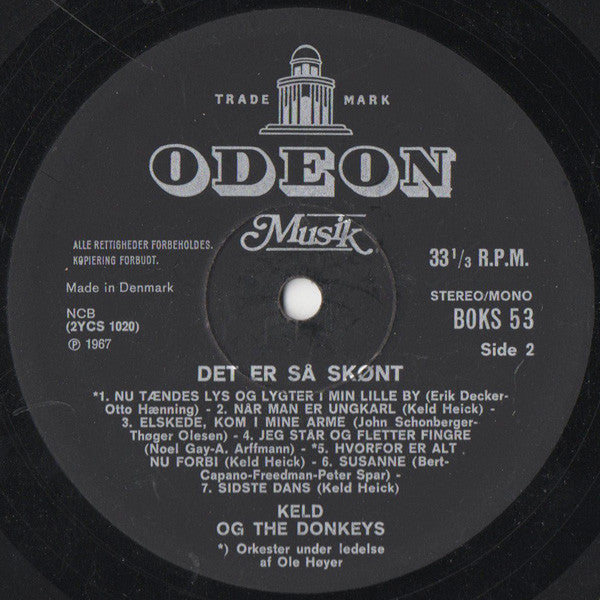 TRADE MARK
ODEON
Musik
ALLE RETTIGHEDER FORBEHOLDES.
KOPIERING FORBUDT.
Made in Denmark
NCB
(2YCS 1020)
℗ 1967
33 1/3 R.P.M.
STEREO/MONO
BOKS 53
Side 2
DET ER SÅ SKØNT
*1. NU TÆNDES LYS OG LYGTER I MIN LILLE BY (Erik Decker-
Otto Hænning) - 2. NÅR MAN ER UNGKARL (Keld Heick) -
3. ELSKEDE, KOM I MINE ARME (John Schonberger-
Thøger Olesen) - 4. JEG STÅR OG FLETTER FINGRE
(Noel Gay-A. Arffmann) - *5. HVORFOR ER ALT
NU FORBI (Keld Heick) - 6. SUSANNE (Bert-
Capano-Freedman-Peter Spar) -
7. SIDSTE DANS (Keld Heick)
KELD
OG THE DONKEYS
*) Orkester under ledelse
af Ole Høyer